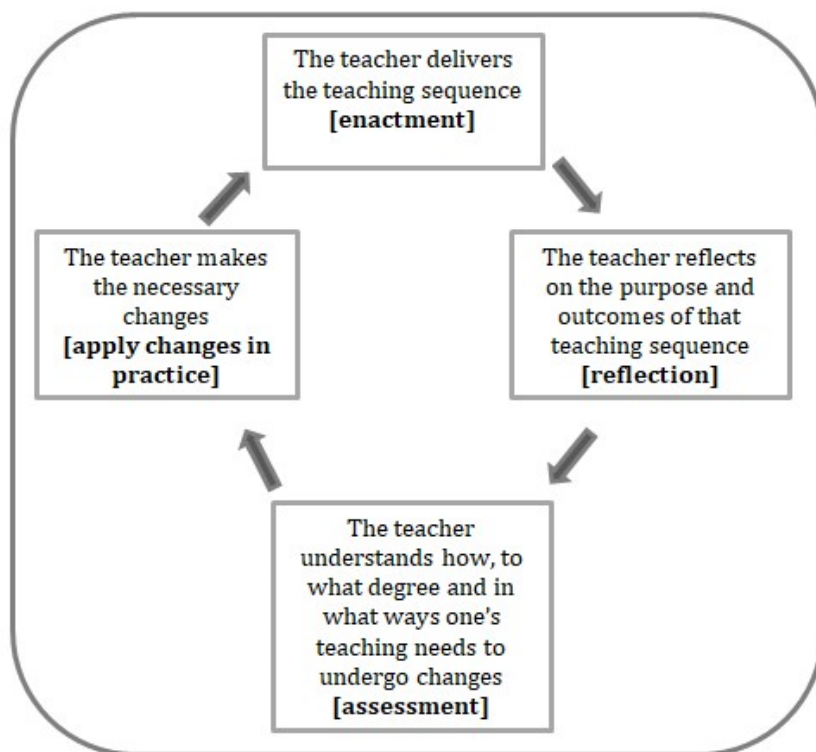 The teacher delivers
the teaching sequence
[enactment]
The teacher reflects
on the purpose and
outcomes of that
teaching sequence
[reflection]
The teacher
understands how, to
what degree and in
what ways one's
teaching needs to
undergo changes
[assessment]
The teacher makes
the necessary
changes
[apply changes in
practice]